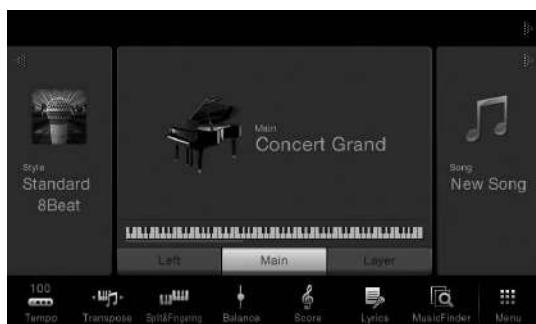 Style
Standard
8Beat
Main
Concert Grand
Song
New Song
Left
Main
Layer
100
Tempo
Transpose
Split&Fingering
Balance
Score
Lyrics
MusicFinder
Menu